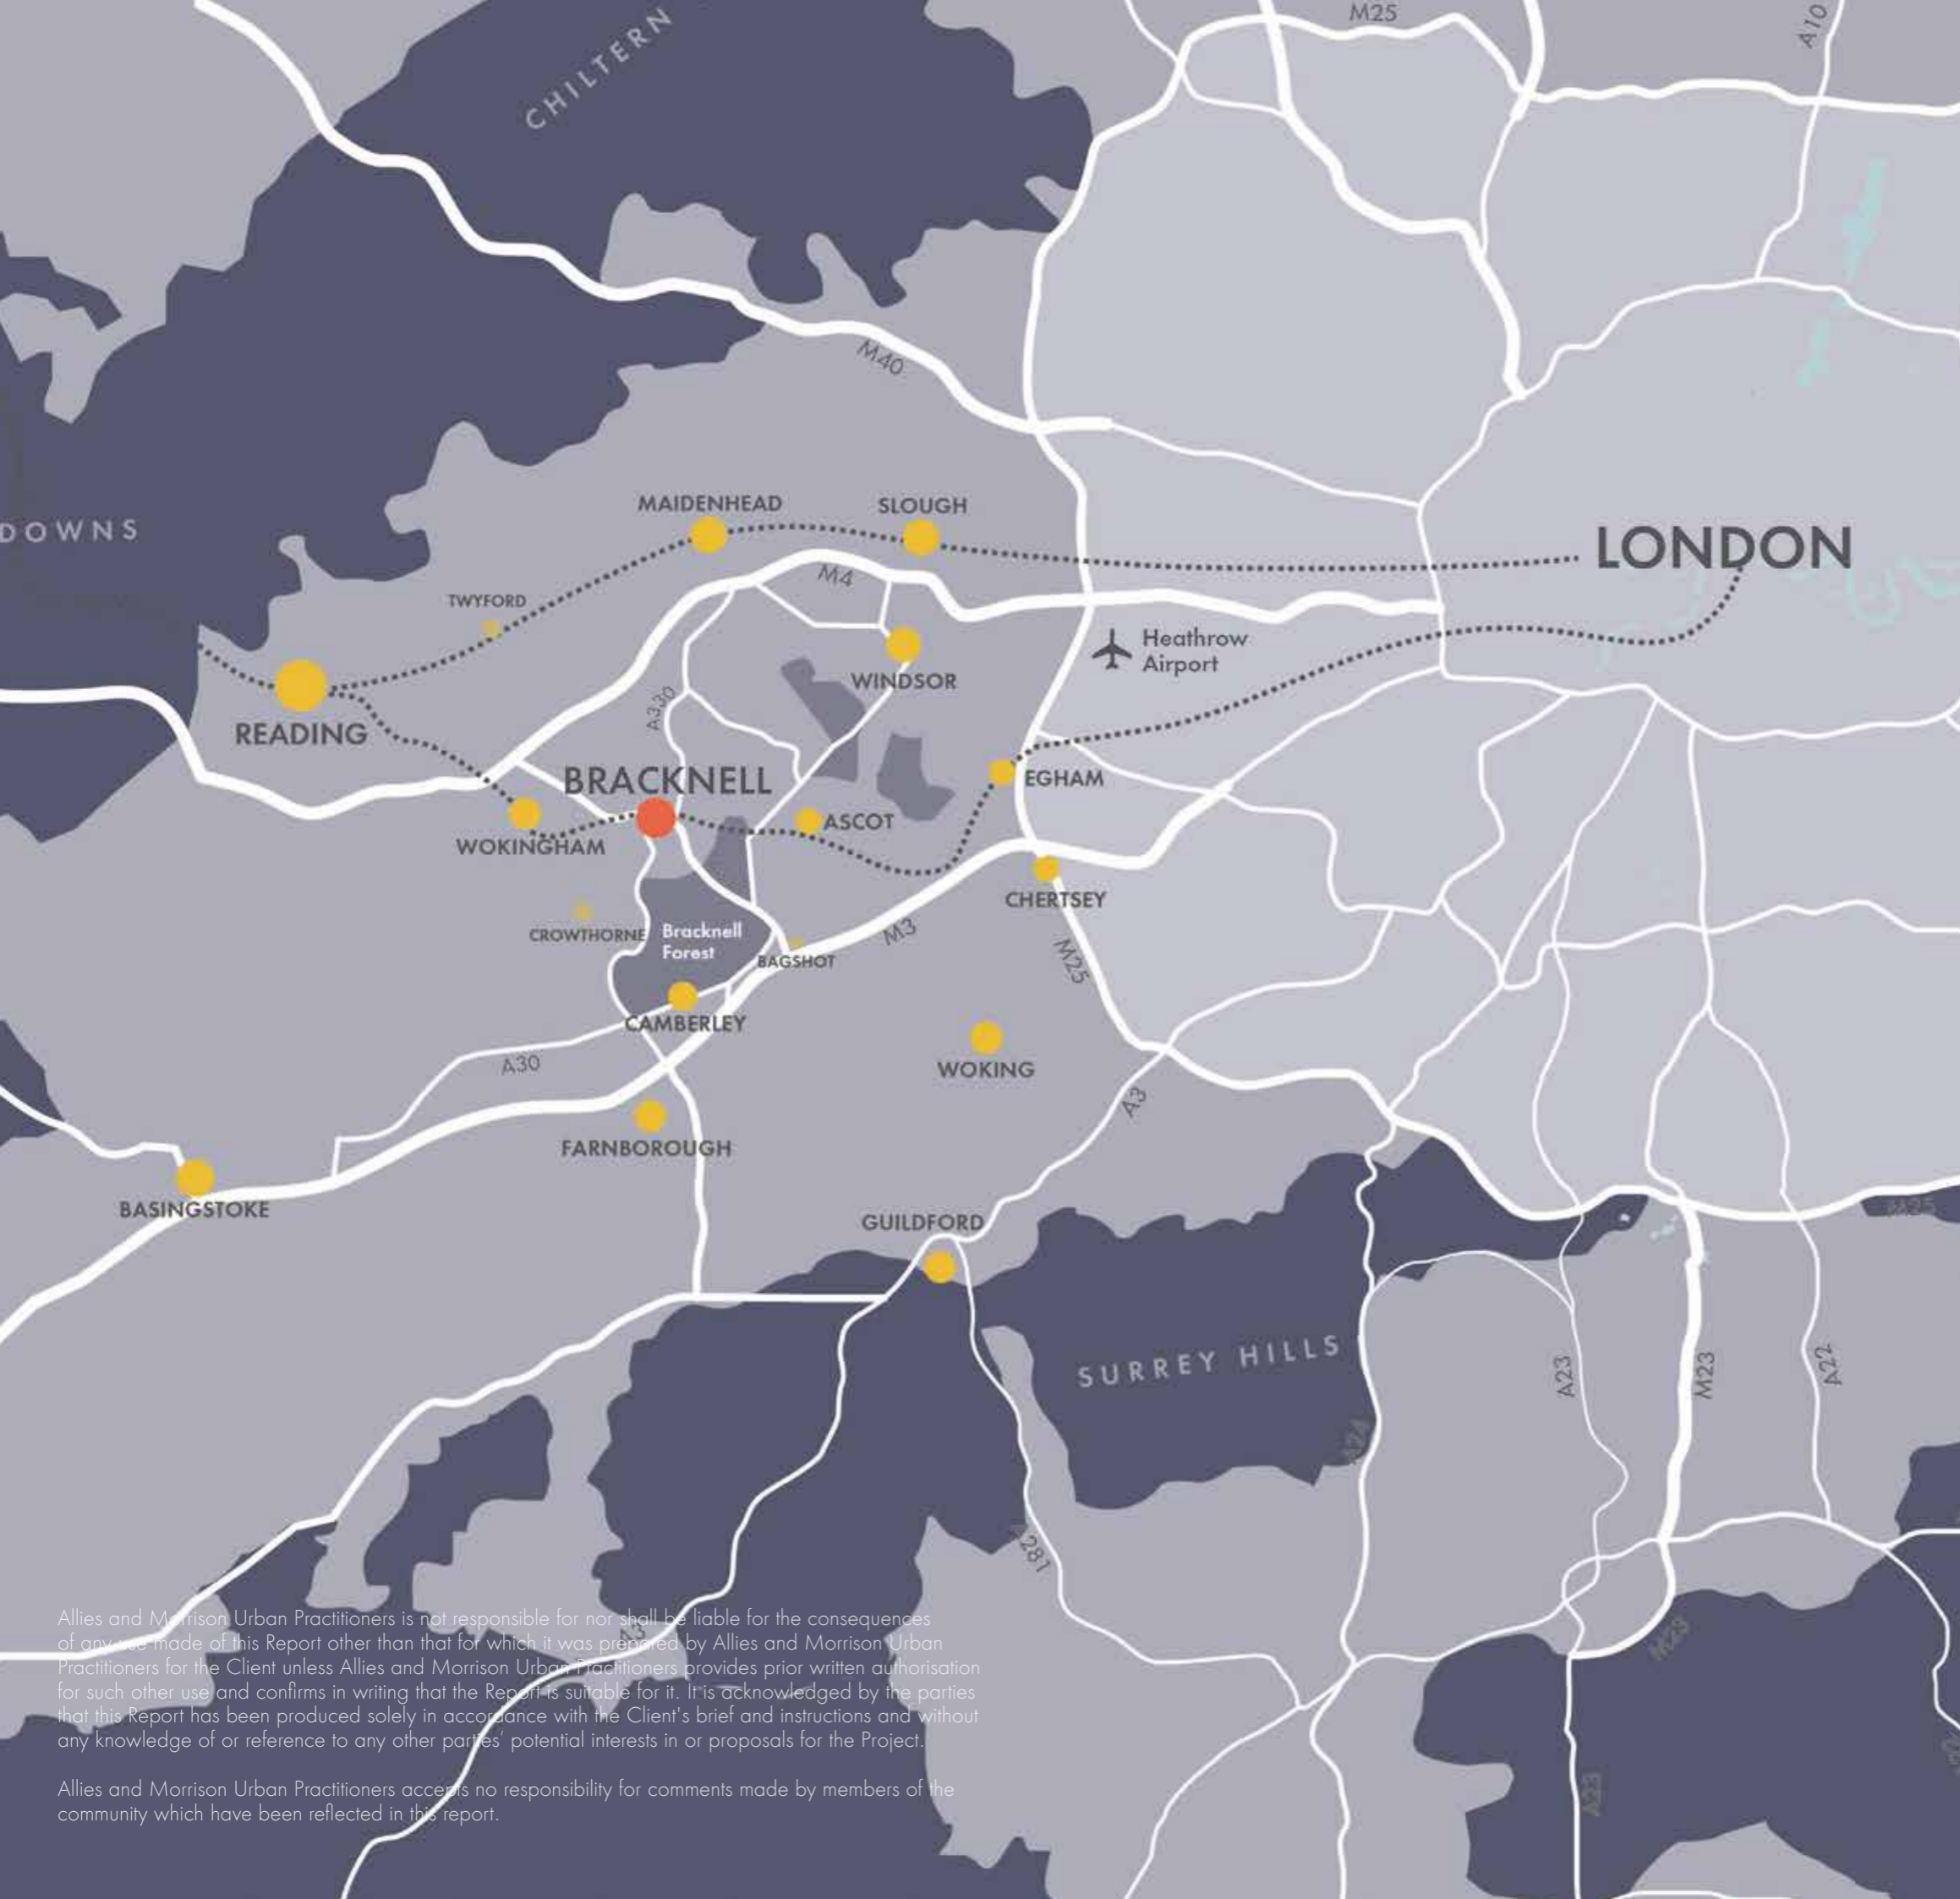 M25
A10
CHILTERN
M40
DOWNS
MAIDENHEAD
SLOUGH
LONDON
M4
TWYFORD
Heathrow
Airport
WINDSOR
A330
READING
BRACKNELL
EGHAM
ASCOT
WOKINGHAM
CHERTSEY
CROWTHORNE
Bracknell
Forest
M3
BAGSHOT
M25
CAMBERLEY
A30
WOKING
A3
FARNBOROUGH
BASINGSTOKE
M25
GUILDFORD
SURREY HILLS
A23
M23
A22
A24
A281
A3
M23
A23
Allies and Morrison Urban Practitioners is not responsible for nor shall be liable for the consequences
of any use made of this Report other than that for which it was prepared by Allies and Morrison Urban
Practitioners for the Client unless Allies and Morrison Urban Practitioners provides prior written authorisation
for such other use and confirms in writing that the Report is suitable for it. It is acknowledged by the parties
that this Report has been produced solely in accordance with the Client's brief and instructions and without
any knowledge of or reference to any other parties’ potential interests in or proposals for the Project.
Allies and Morrison Urban Practitioners accepts no responsibility for comments made by members of the
community which have been reflected in this report.